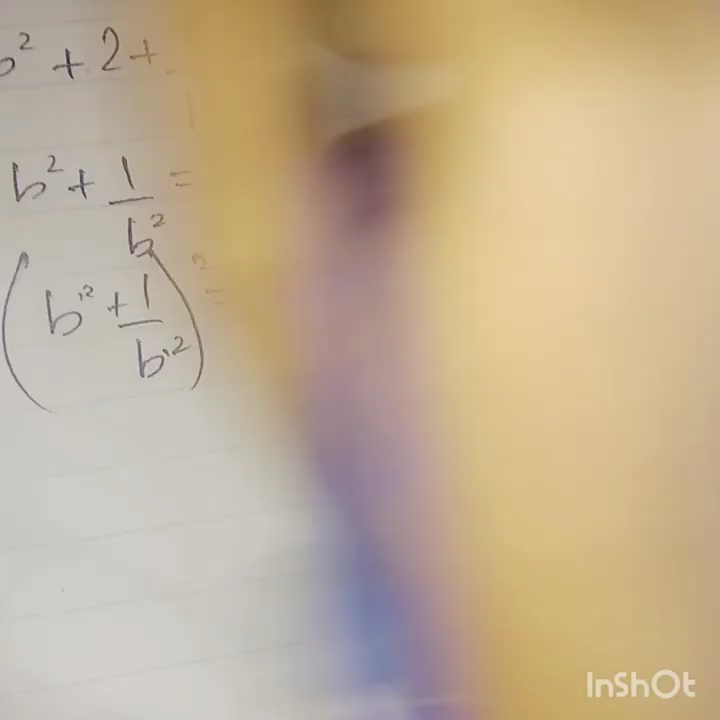 b² + 2 +
b² + 1/b² =
(b² + 1/b²)² =
InShOt